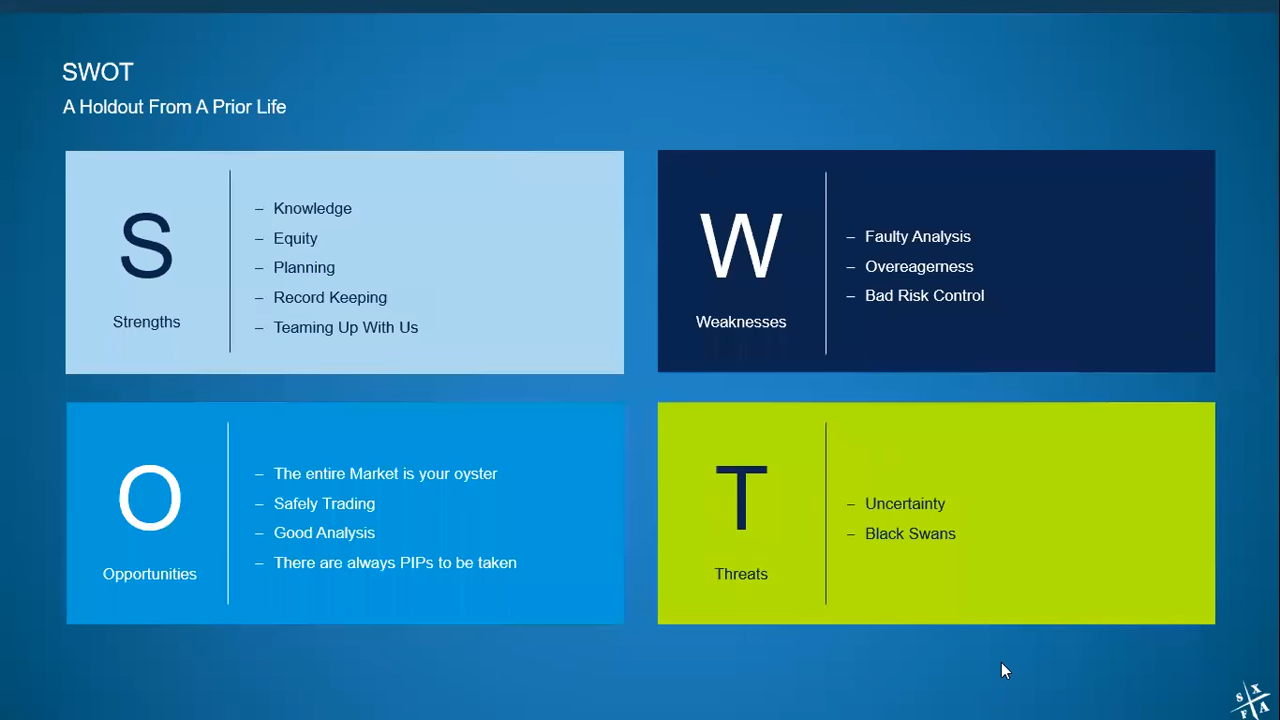 SWOT
A Holdout From A Prior Life
S
Strengths
– Knowledge
– Equity
– Planning
– Record Keeping
– Teaming Up With Us
W
Weaknesses
– Faulty Analysis
– Overeagerness
– Bad Risk Control
O
Opportunities
– The entire Market is your oyster
– Safely Trading
– Good Analysis
– There are always PIPs to be taken
T
Threats
– Uncertainty
– Black Swans
S X
F A